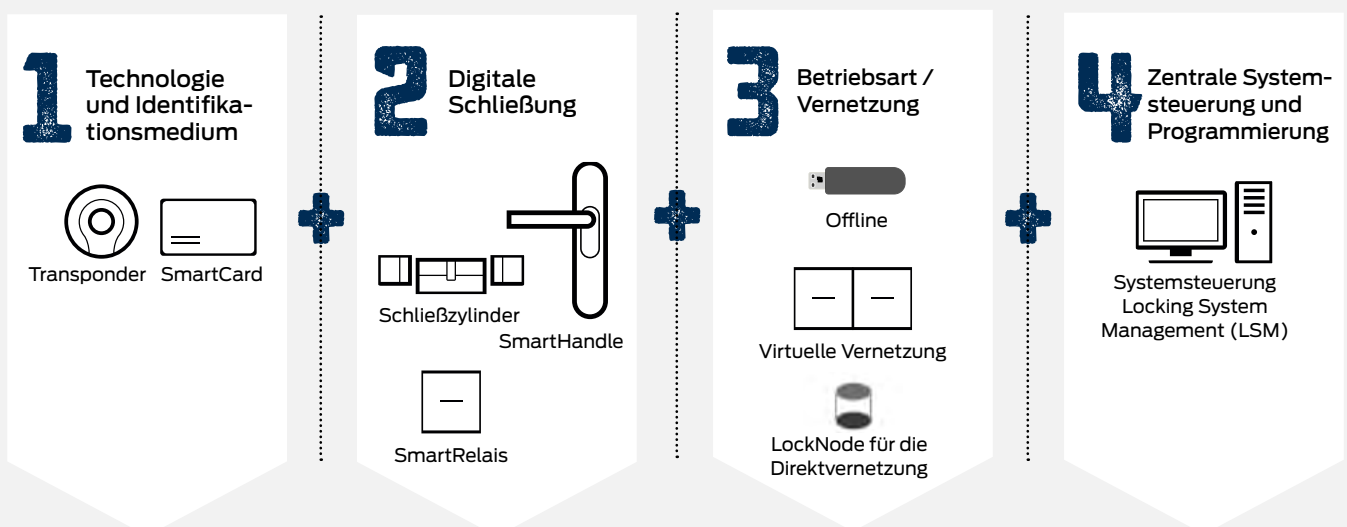 1
Technologie
und Identifika-
tionsmedium
Transponder
SmartCard
+
2
Digitale
Schließung
Schließzylinder
SmartHandle
SmartRelais
+
3
Betriebsart /
Vernetzung
Offline
Virtuelle Vernetzung
LockNode für die
Direktvernetzung
+
4
Zentrale System-
steuerung und
Programmierung
Systemsteuerung
Locking System
Management (LSM)